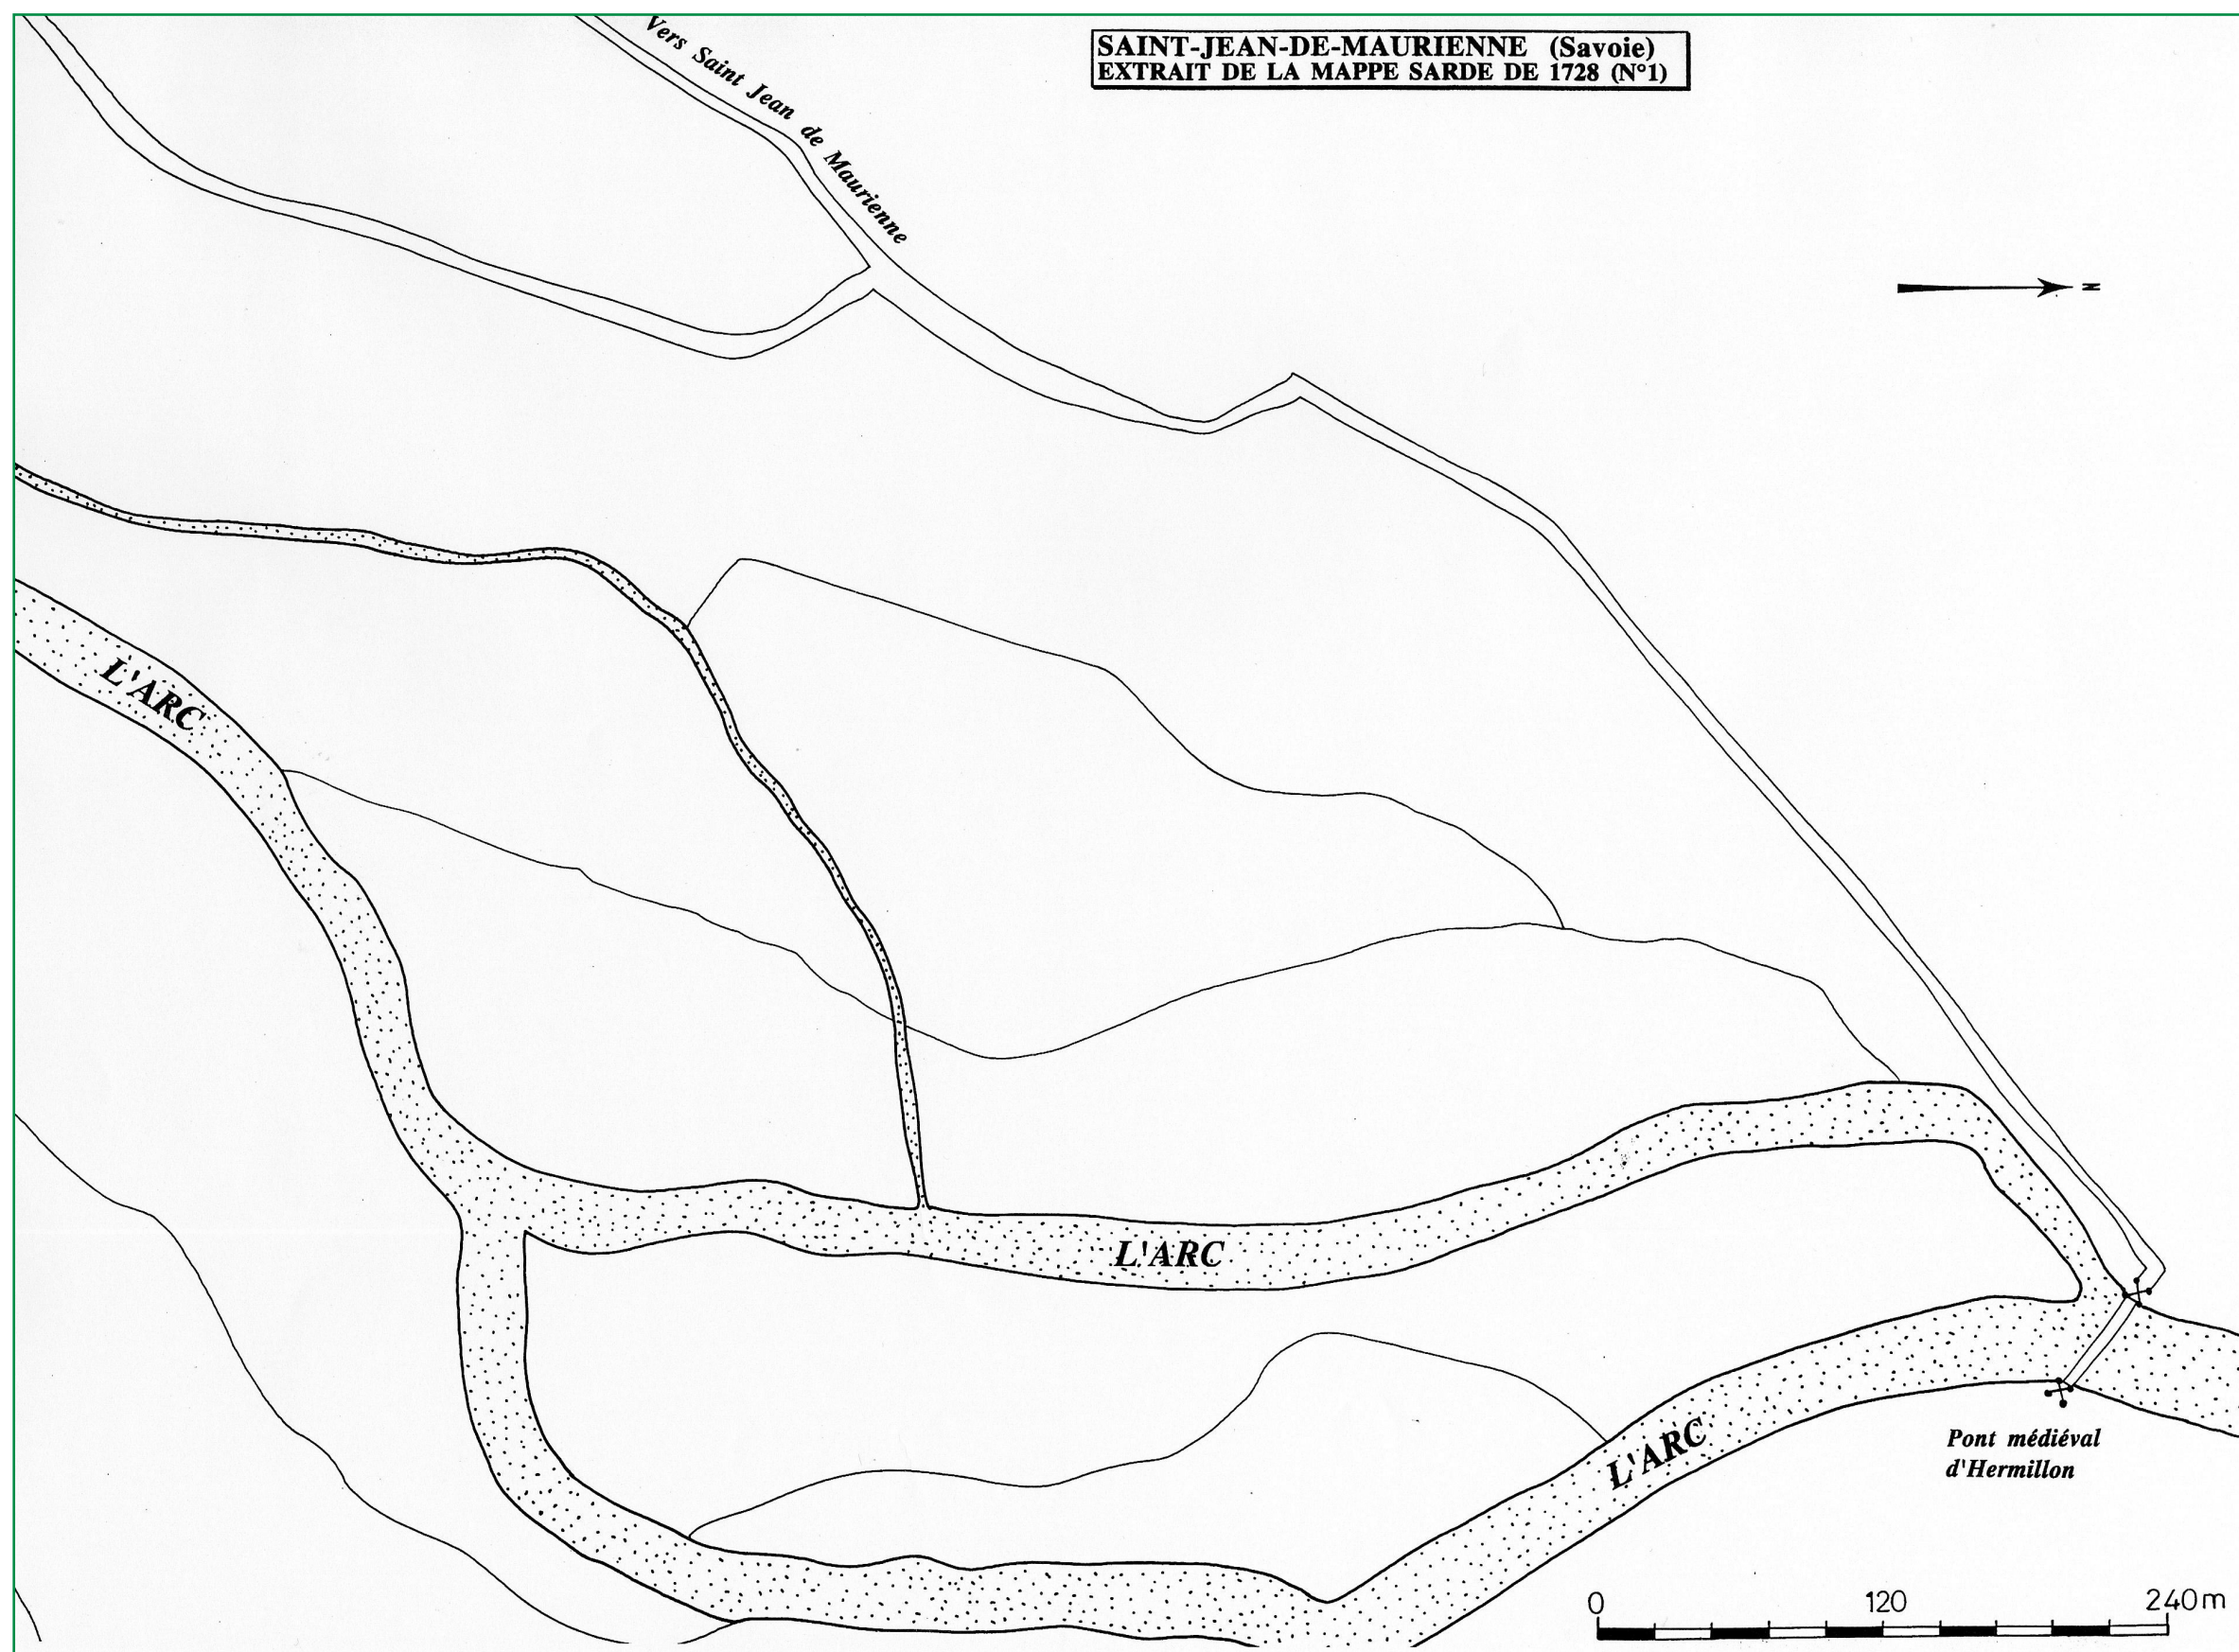 SAINT-JEAN-DE-MAURIENNE (Savoie)
EXTRAIT DE LA MAPPE SARDE DE 1728 (N°1)
Vers Saint Jean de Maurienne
N
L'ARC
L'ARC
L'ARC
Pont médiéval
d'Hermillon
0 120 240m